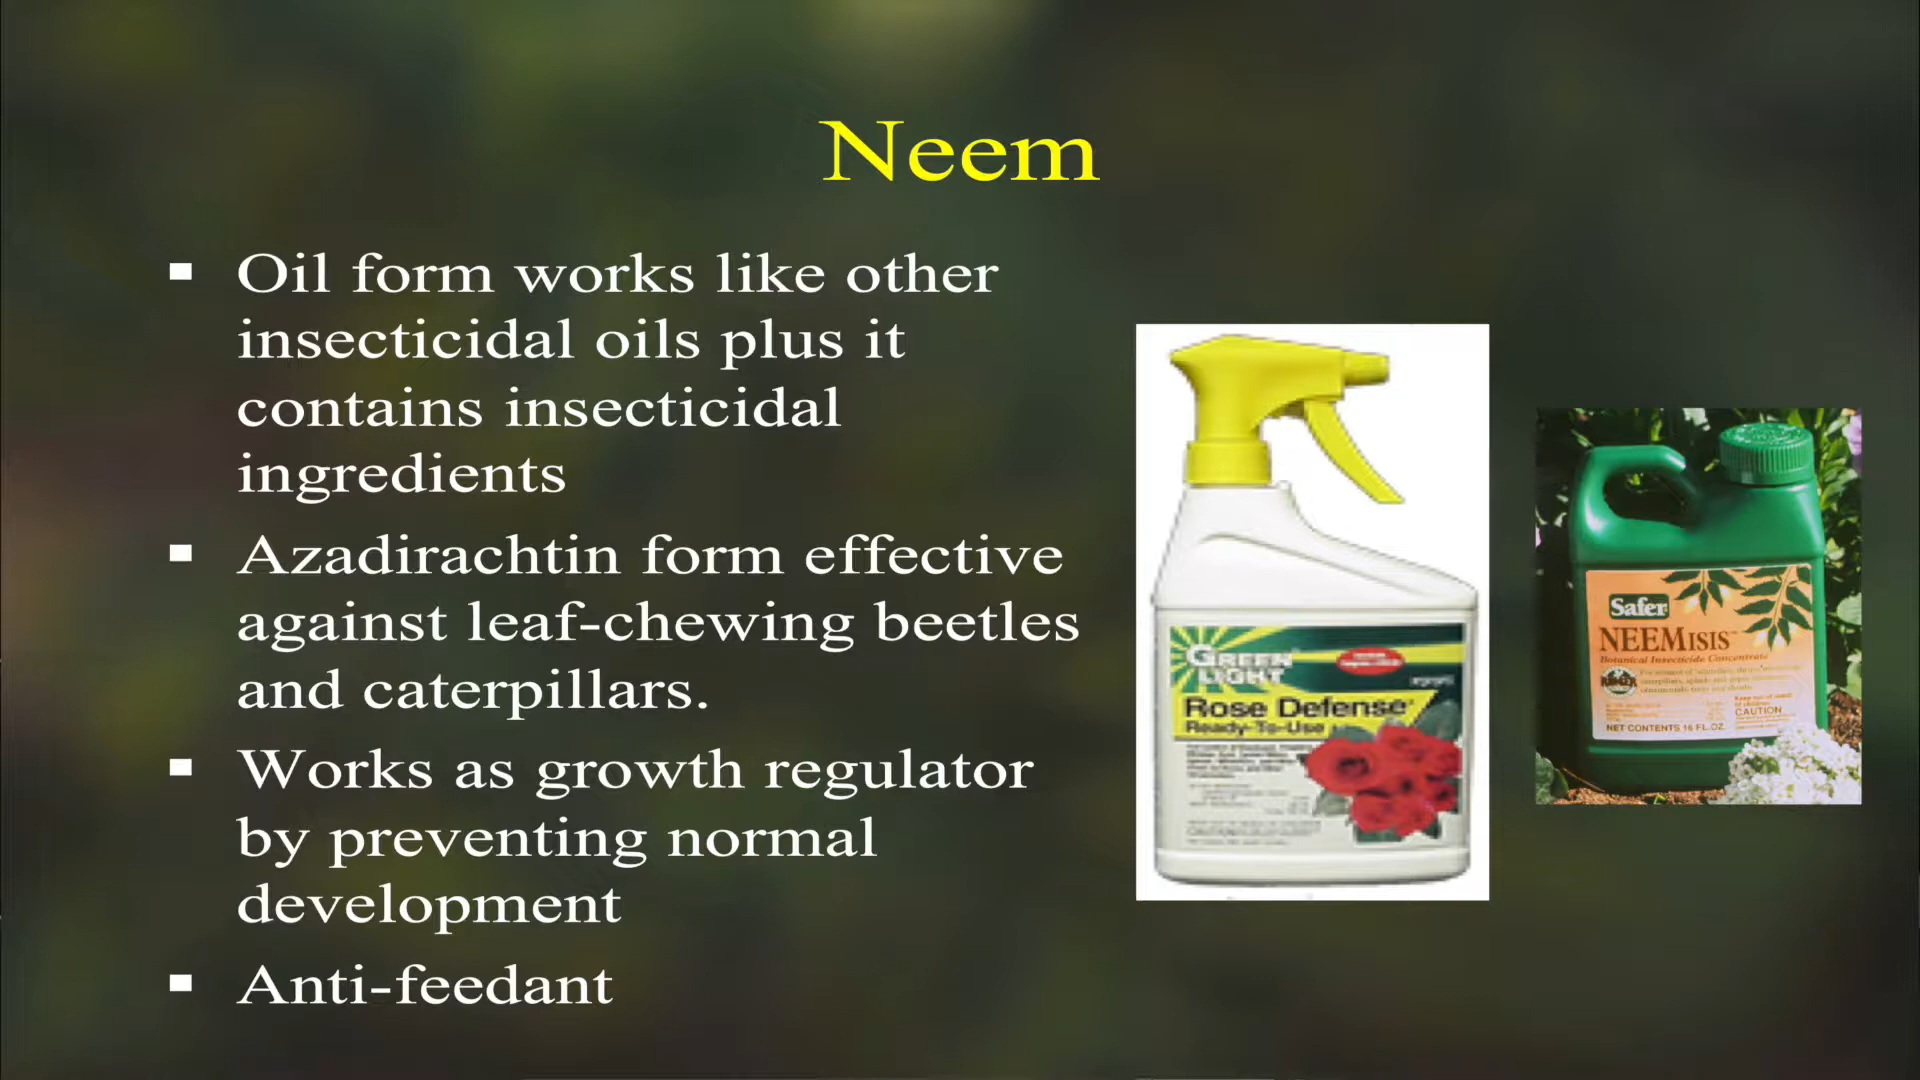 Neem
▪ Oil form works like other
insecticidal oils plus it
contains insecticidal
ingredients
▪ Azadirachtin form effective
against leaf-chewing beetles
and caterpillars.
▪ Works as growth regulator
by preventing normal
development
▪ Anti-feedant
GREEN
LIGHT
Rose Defense
Ready-To-Use
Safer
NEEMISIS™
Botanical Insecticide Concentrate
CAUTION
NET CONTENTS 16 FL.OZ.